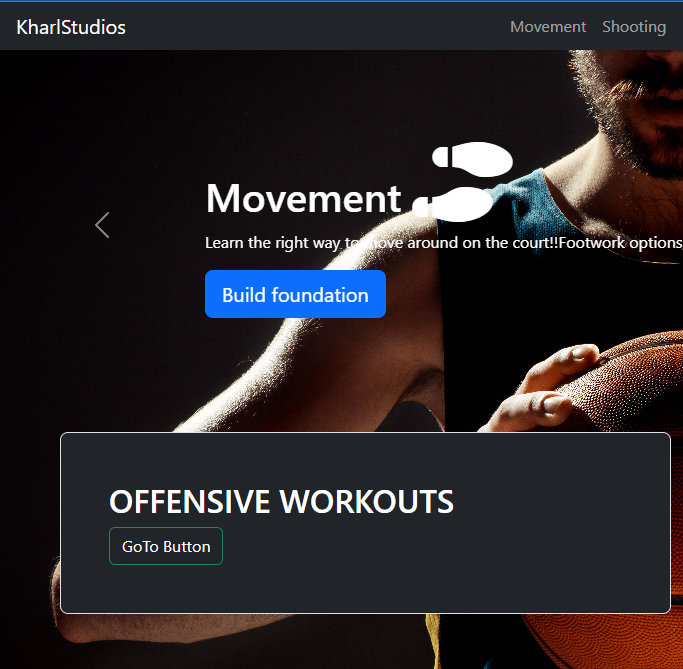 KharlStudios
Movement Shooting
Movement
Learn the right way to move around on the court!!Footwork options
Build foundation
OFFENSIVE WORKOUTS
GoTo Button